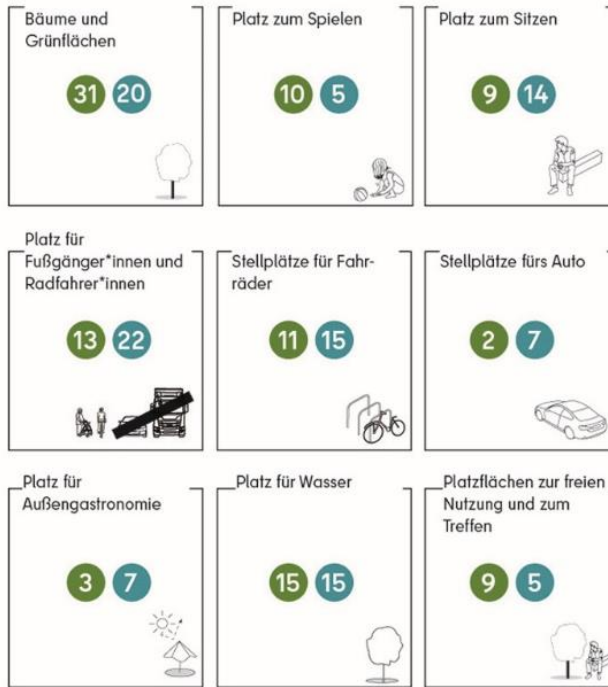 Bäume und
Grünflächen
31 20
Platz zum Spielen
10 5
Platz zum Sitzen
9 14
Platz für
Fußgänger*innen und
Radfahrer*innen
13 22
Stellplätze für Fahr-
räder
11 15
Stellplätze fürs Auto
2 7
Platz für
Außengastronomie
3 7
Platz für Wasser
15 15
Platzflächen zur freien
Nutzung und zum
Treffen
9 5